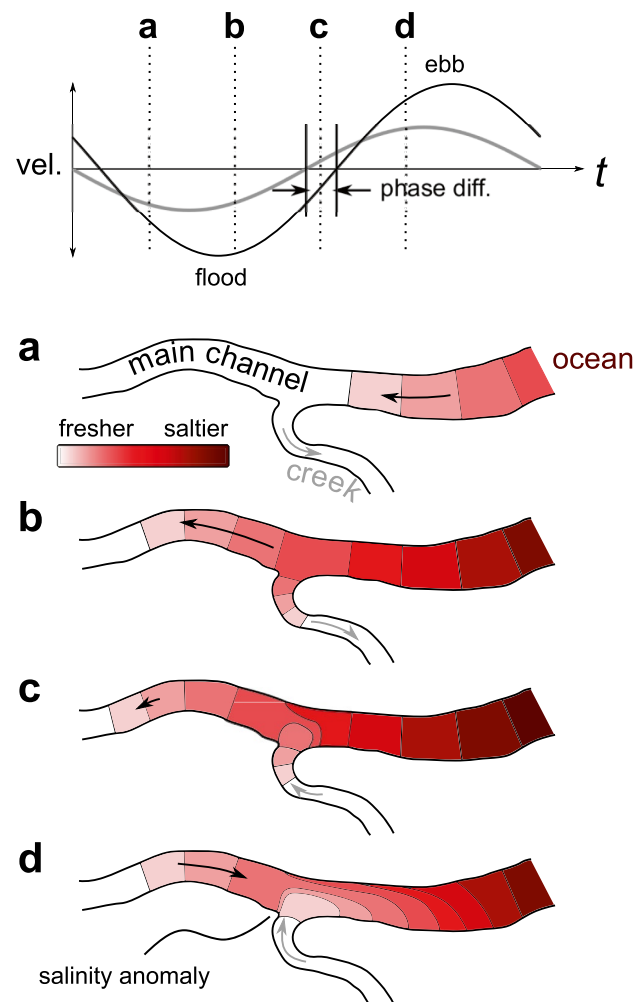 a b c d
ebb
vel.
t
phase diff.
flood
a
main channel
ocean
fresher saltier
creek
b
c
d
salinity anomaly